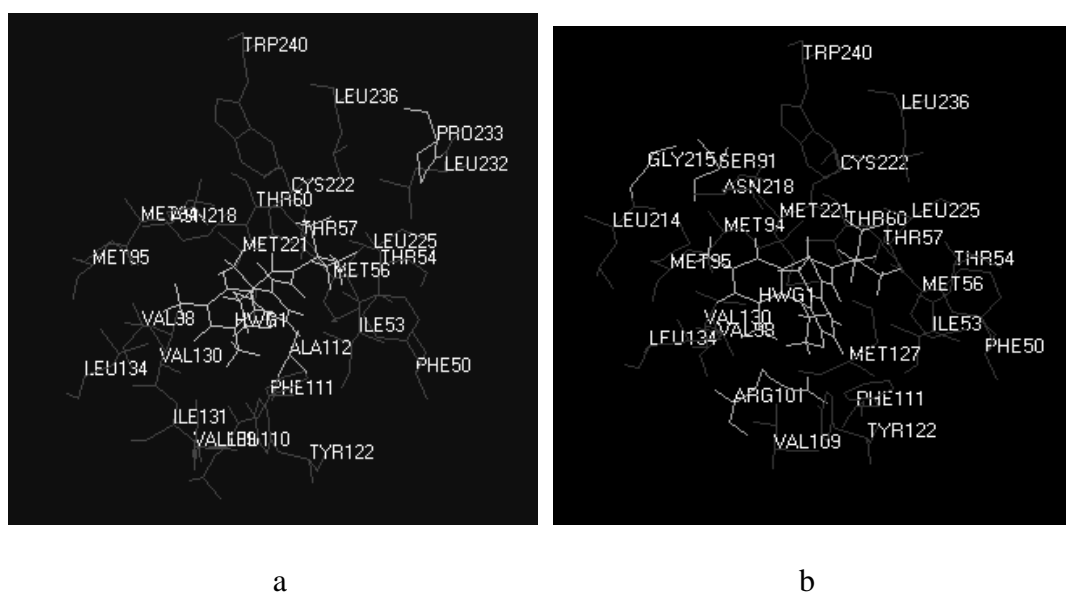 TRP240
LEU236
PRO233
LEU232
CYS222
THR60
ASN218
THR57
MET221
LEU225
THR54
MET95
MET56
VAL38
HWG1
ILE53
ALA112
VAL130
LEU134
PHE50
PHE111
ILE131
TYR122
a
TRP240
LEU236
GLY215
SER91
CYS222
ASN218
MET221
LEU225
LEU214
MET94
THR60
THR57
MET95
THR54
MET56
HWG1
VAL130
ILE53
LEU134
PHE50
MET127
ARG101
PHE111
VAL109
TYR122
b